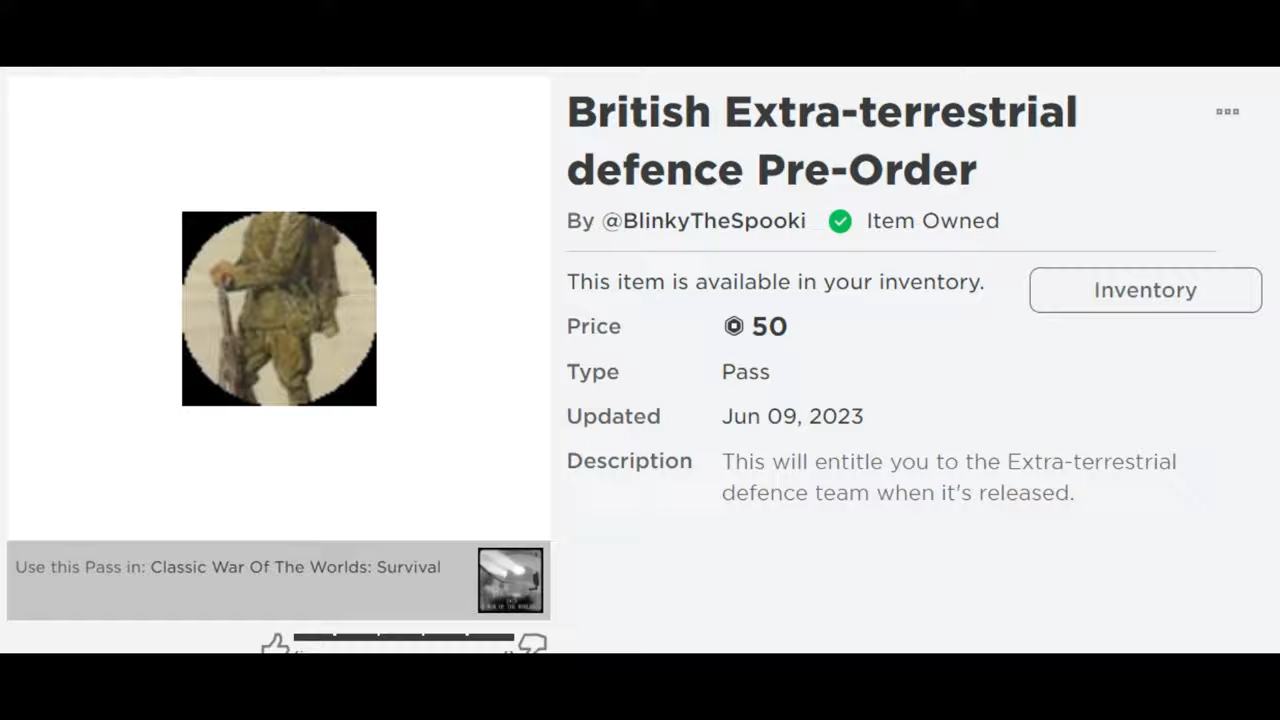 British Extra-terrestrial
defence Pre-Order
By @BlinkyTheSpooki Item Owned
This item is available in your inventory.
Inventory
Price 50
Type Pass
Updated Jun 09, 2023
Description This will entitle you to the Extra-terrestrial
defence team when it's released.
Use this Pass in: Classic War Of The Worlds: Survival